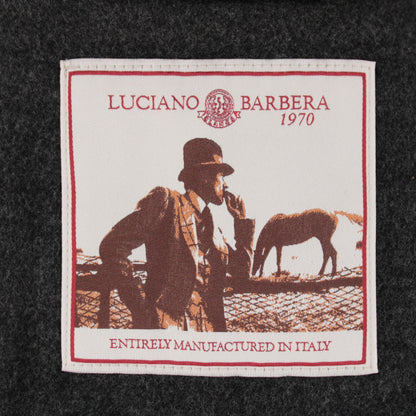 LUCIANO BARBERA
1970
ENTIRELY MANUFACTURED IN ITALY